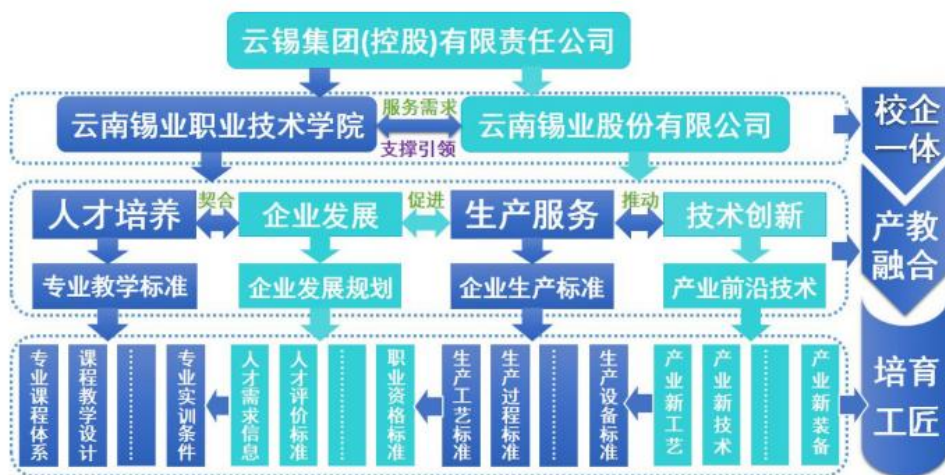 云锡集团(控股)有限责任公司
云南锡业职业技术学院
服务需求
支撑引领
云南锡业股份有限公司
校企
一体
人才培养
契合
企业发展
促进
生产服务
推动
技术创新
产教
融合
专业教学标准
企业发展规划
企业生产标准
产业前沿技术
专业课程体系
课程教学设计
………
专业实训条件
人才需求信息
人才评价标准
………
职业资格标准
生产工艺标准
生产过程标准
………
生产设备标准
产业新工艺
产业新技术
………
产业新装备
培育
工匠